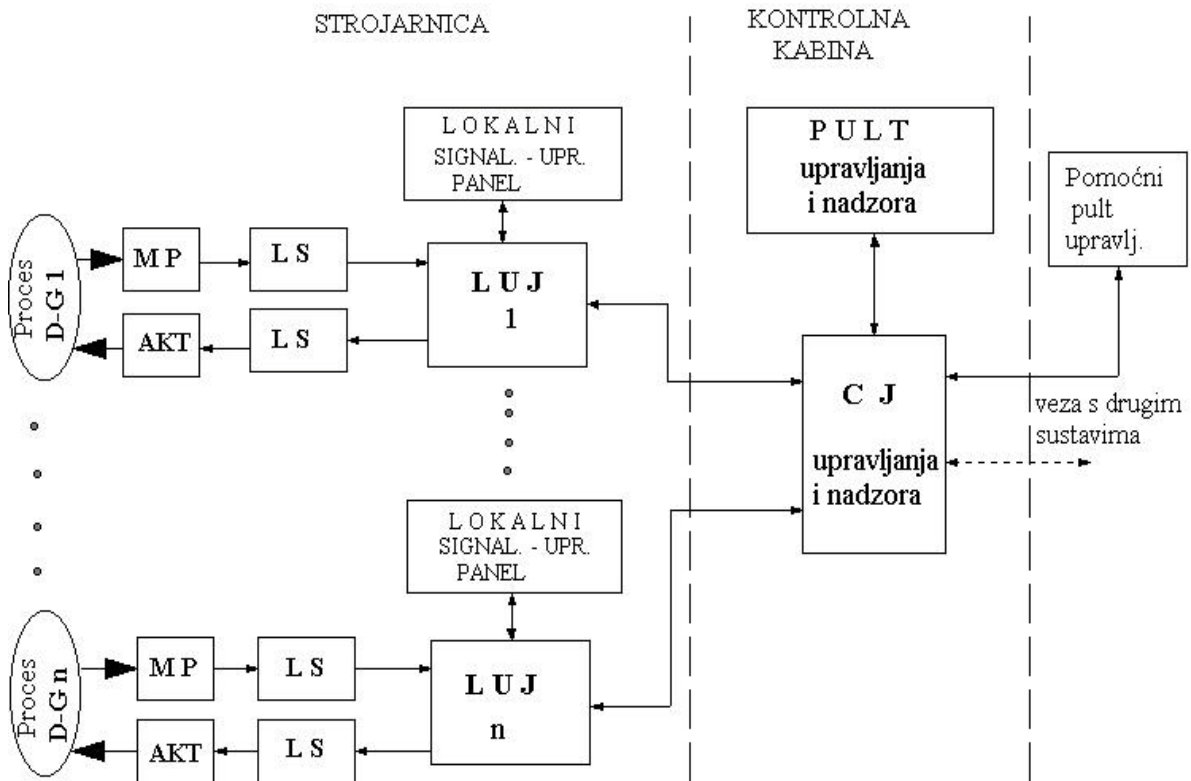 STROJARNICA
KONTROLNA
KABINA
LOKALNI
SIGNAL. - UPR.
PANEL
PULT
upravljanja
i nadzora
Pomoćni
pult
upravlj.
Proces
D-G 1
MP
LS
LUJ
1
AKT
LS
CJ
upravljanja
i nadzora
veza s drugim
sustavima
LOKALNI
SIGNAL. - UPR.
PANEL
Proces
D-G n
MP
LS
LUJ
n
AKT
LS